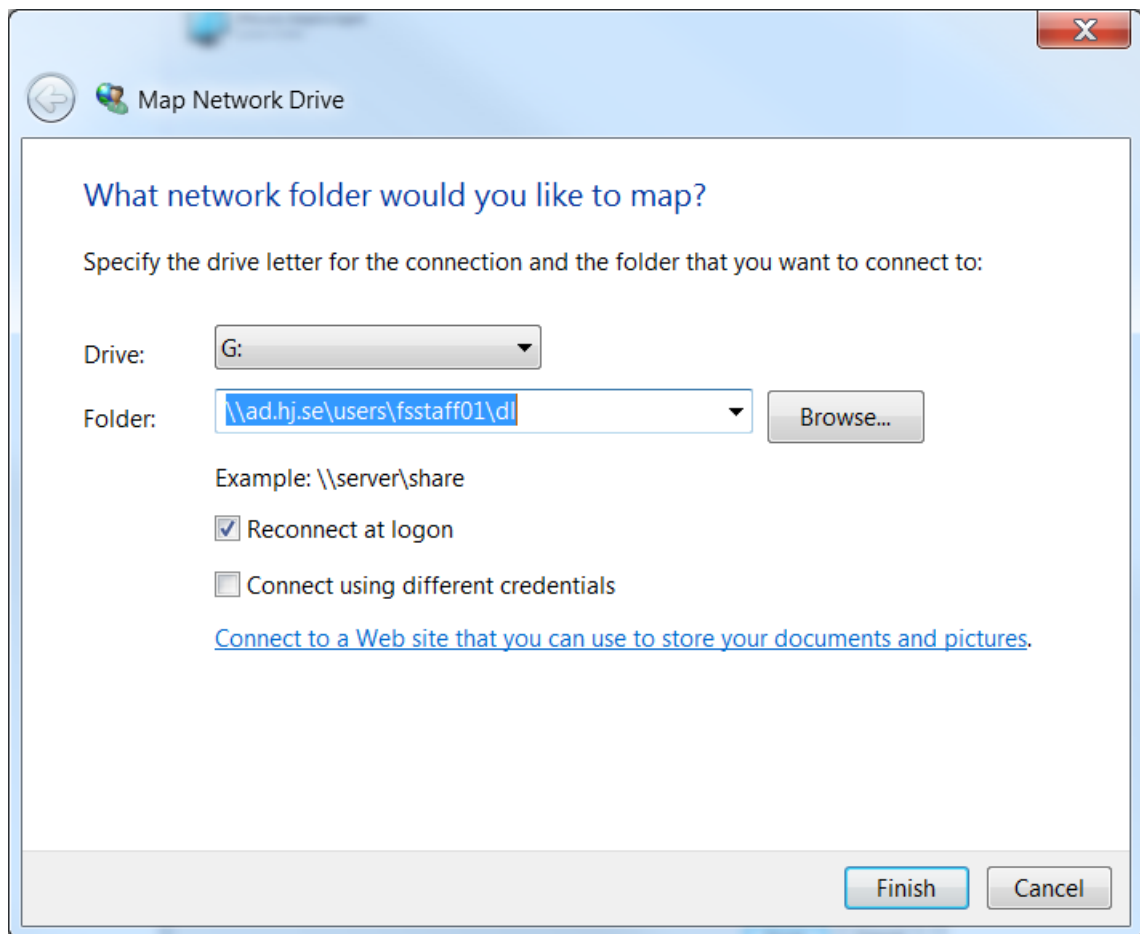 Map Network Drive
What network folder would you like to map?
Specify the drive letter for the connection and the folder that you want to connect to:
Drive: G:
Folder: \\ad.hj.se\users\fsstaff01\dl Browse...
Example: \\server\share
Reconnect at logon
Connect using different credentials
Connect to a Web site that you can use to store your documents and pictures.
Finish Cancel